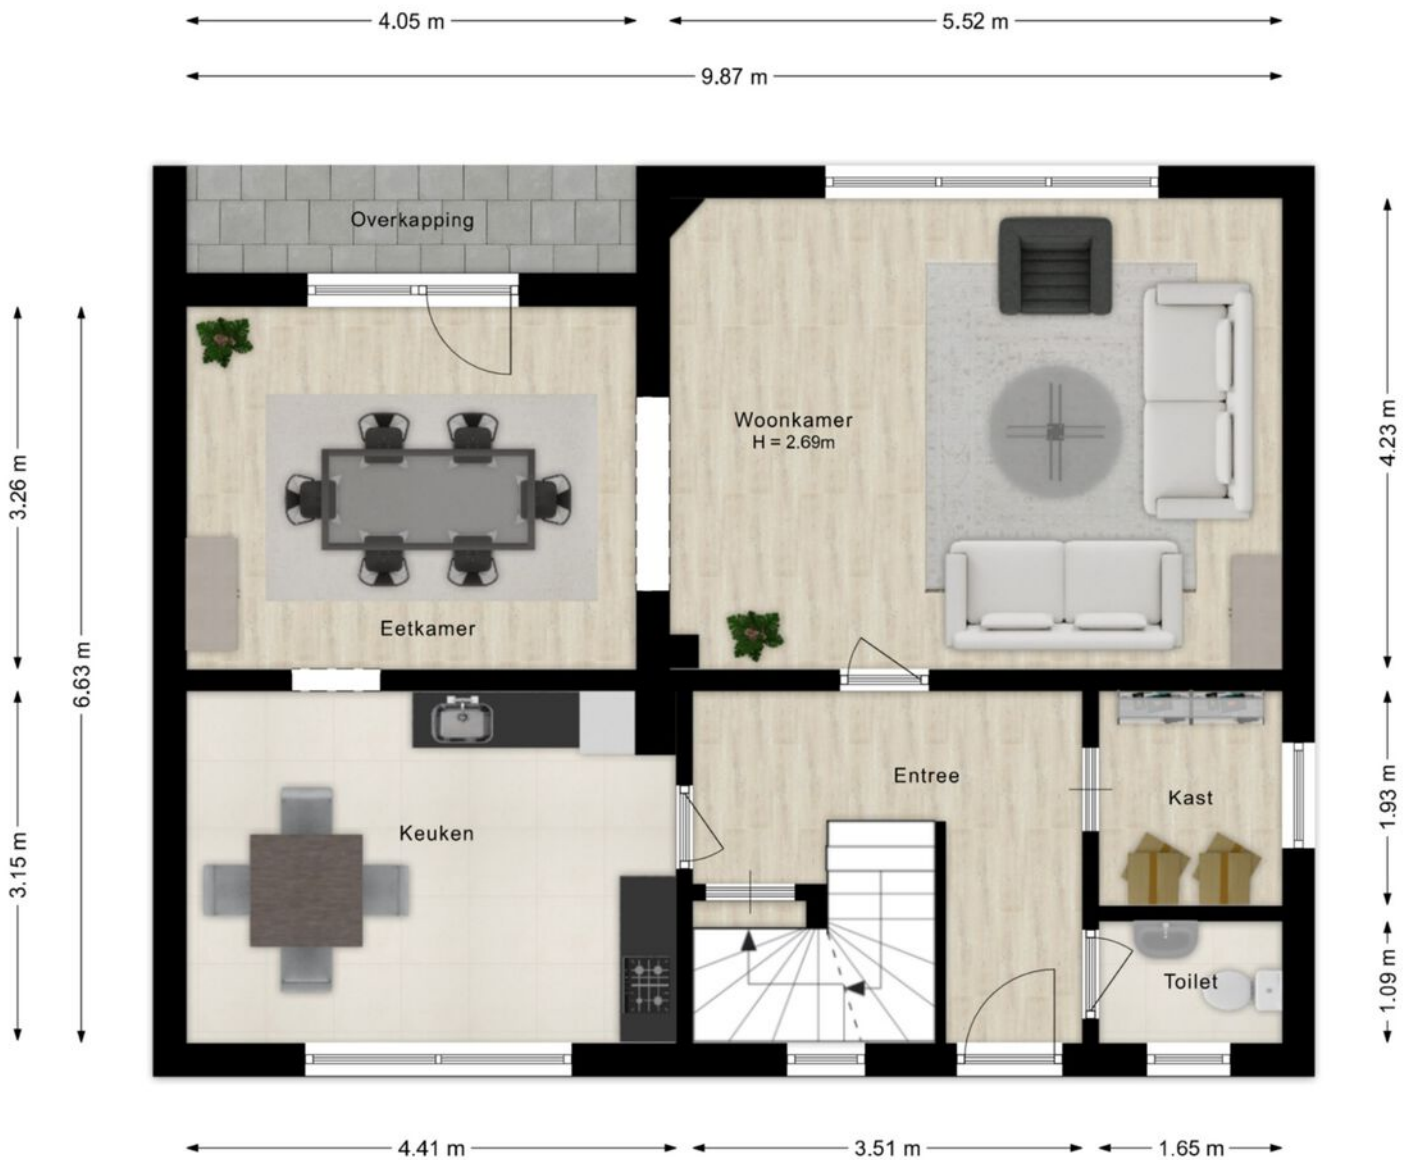 4.05 m
5.52 m
9.87 m
Overkapping
Woonkamer
H = 2.69m
4.23 m
3.26 m
Eetkamer
6.63 m
Entree
Kast
1.93 m
Keuken
3.15 m
Toilet
1.09 m
4.41 m
3.51 m
1.65 m